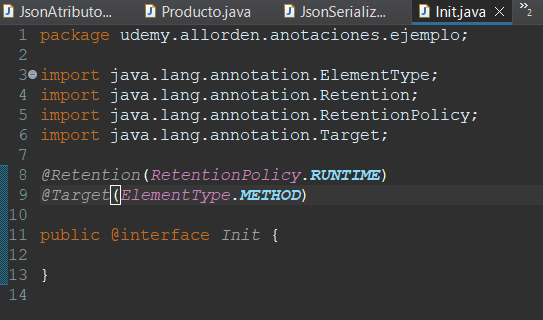 JsonAtributo... Producto.java JsonSerializ... Init.java »2
1 package udemy.allorden.anotaciones.ejemplo;
2
3 import java.lang.annotation.ElementType;
4 import java.lang.annotation.Retention;
5 import java.lang.annotation.RetentionPolicy;
6 import java.lang.annotation.Target;
7
8 @Retention(RetentionPolicy.RUNTIME)
9 @Target(ElementType.METHOD)
10
11 public @interface Init {
12
13 }
14